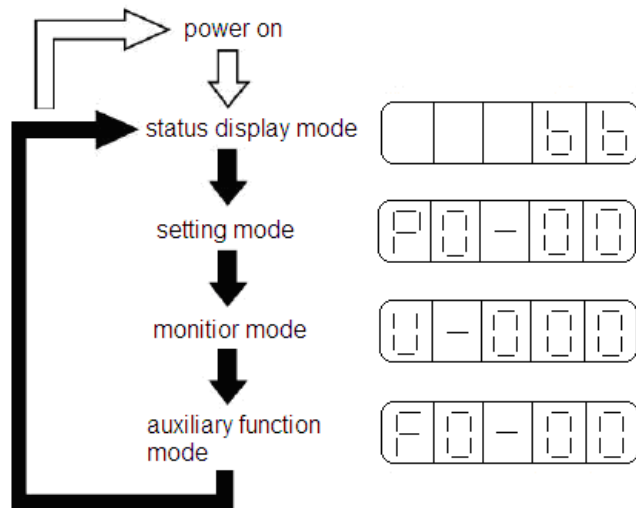 power on
status display mode
bb
setting mode
P0-00
monitior mode
U-000
auxiliary function
mode
F0-00